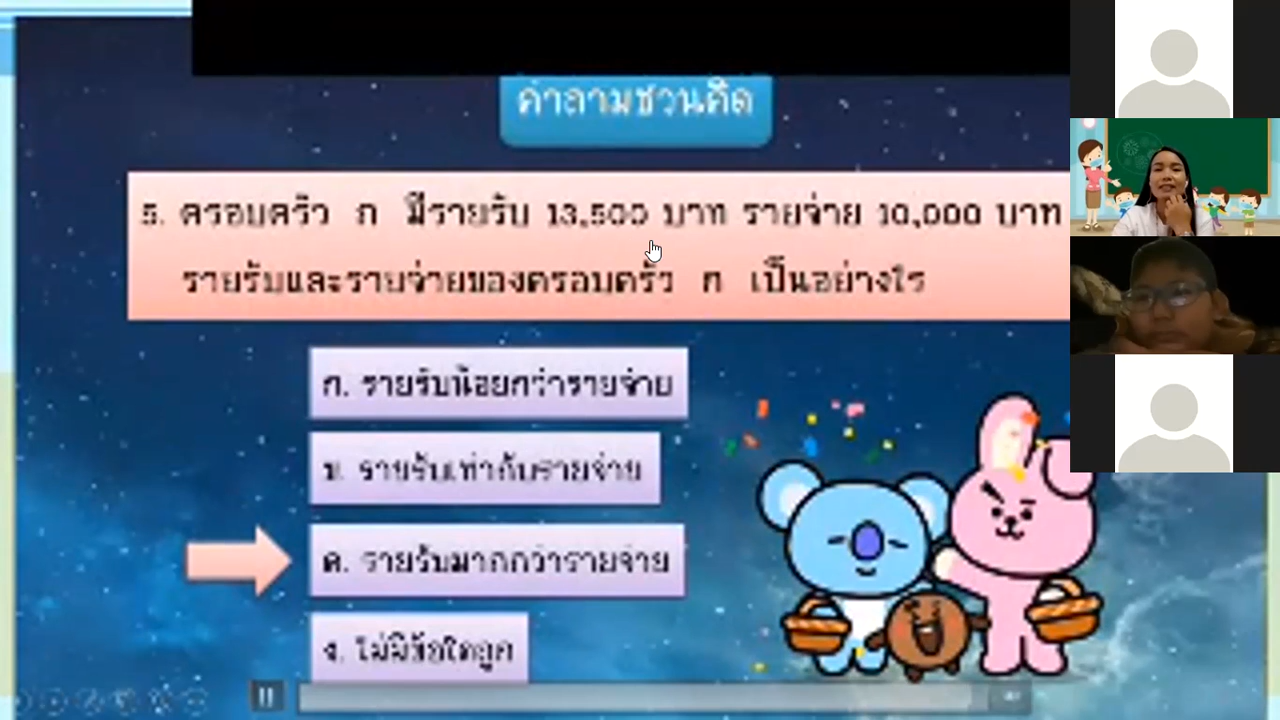 คำถามชวนคิด
5. ครอบครัว ก มีรายรับ 13,500 บาท รายจ่าย 10,000 บาท
รายรับและรายจ่ายของครอบครัว ก เป็นอย่างไร
ก. รายรับน้อยกว่ารายจ่าย
ข. รายรับเท่ากับรายจ่าย
ค. รายรับมากกว่ารายจ่าย
ง. ไม่มีข้อใดถูก